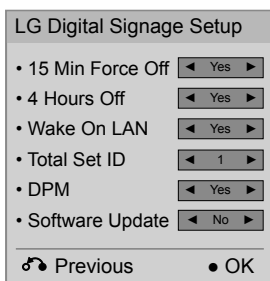 LG Digital Signage Setup
• 15 Min Force Off ◄ Yes ►
• 4 Hours Off ◄ Yes ►
• Wake On LAN ◄ Yes ►
• Total Set ID ◄ 1 ►
• DPM ◄ Yes ►
• Software Update ◄ No ►
Previous ● OK